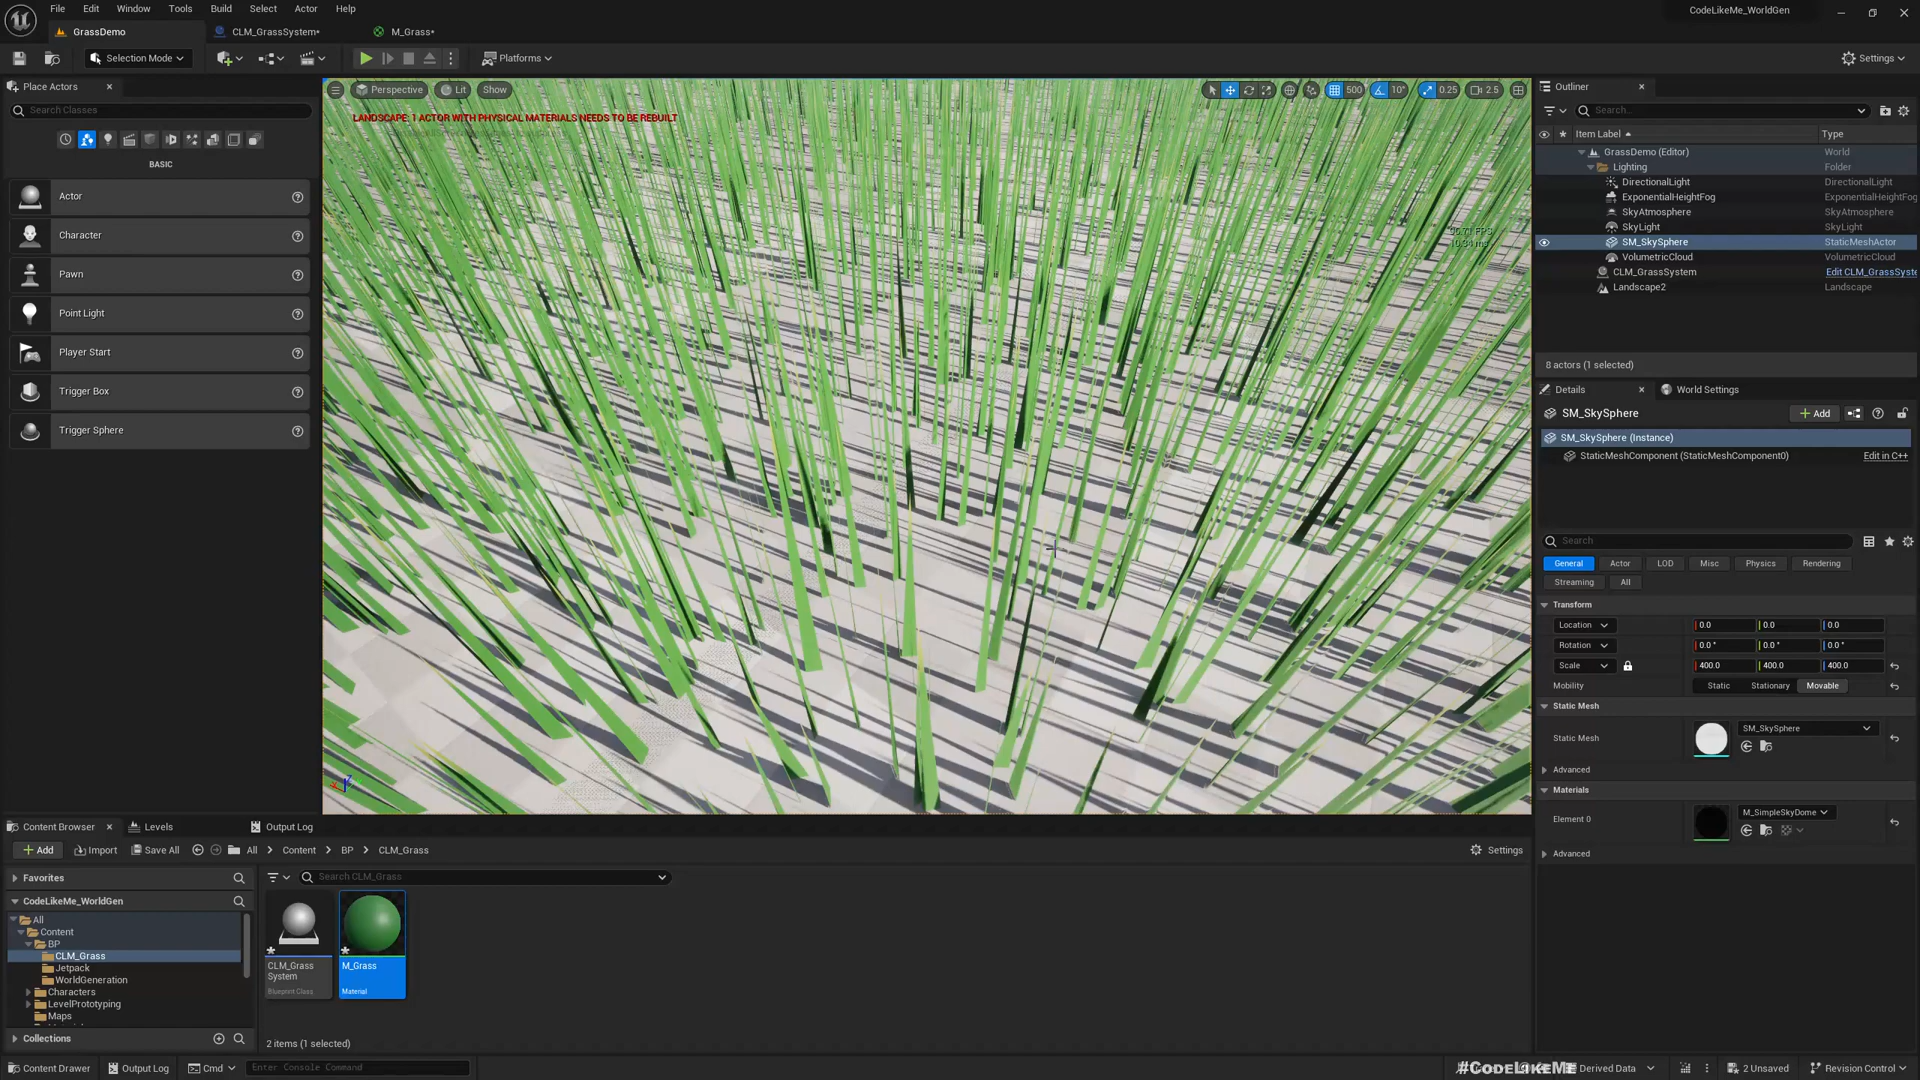 File Edit Window Tools Build Select Actor Help
CodeLikeMe_WorldGen
GrassDemo
CLM_GrassSystem*
M_Grass*
Selection Mode
Platforms
Settings
Place Actors
Search Classes
BASIC
Actor
Character
Pawn
Point Light
Player Start
Trigger Box
Trigger Sphere
Perspective Lit Show
500 10° 0.25 2.5
LANDSCAPE: 1 ACTOR WITH PHYSICAL MATERIALS NEEDS TO BE REBUILT
Outliner
Search...
Item Label Type
GrassDemo (Editor) World
Lighting Folder
DirectionalLight DirectionalLight
ExponentialHeightFog ExponentialHeightFog
SkyAtmosphere SkyAtmosphere
SkyLight SkyLight
SM_SkySphere StaticMeshActor
VolumetricCloud VolumetricCloud
CLM_GrassSystem Edit CLM_GrassSyste
Landscape2 Landscape
8 actors (1 selected)
Details World Settings
SM_SkySphere
Add
SM_SkySphere (Instance)
StaticMeshComponent (StaticMeshComponent0) Edit in C++
Search
General Actor LOD Misc Physics Rendering
Streaming All
Transform
Location 0.0 0.0 0.0
Rotation 0.0 ° 0.0 ° 0.0 °
Scale 400.0 400.0 400.0
Mobility Static Stationary Movable
Static Mesh
Static Mesh SM_SkySphere
Advanced
Materials
Element 0 M_SimpleSkyDome
Advanced
Content Browser Levels Output Log
Add Import Save All All Content BP CLM_Grass Settings
Favorites
Search CLM_Grass
CodeLikeMe_WorldGen
All
Content
BP
CLM_Grass
Jetpack
WorldGeneration
Characters
LevelPrototyping
Maps
Collections
CLM_Grass
System
Blueprint Class
M_Grass
Material
2 items (1 selected)
Content Drawer Output Log Cmd Enter Console Command
#CodeLikeMe
Derived Data 2 Unsaved Revision Control